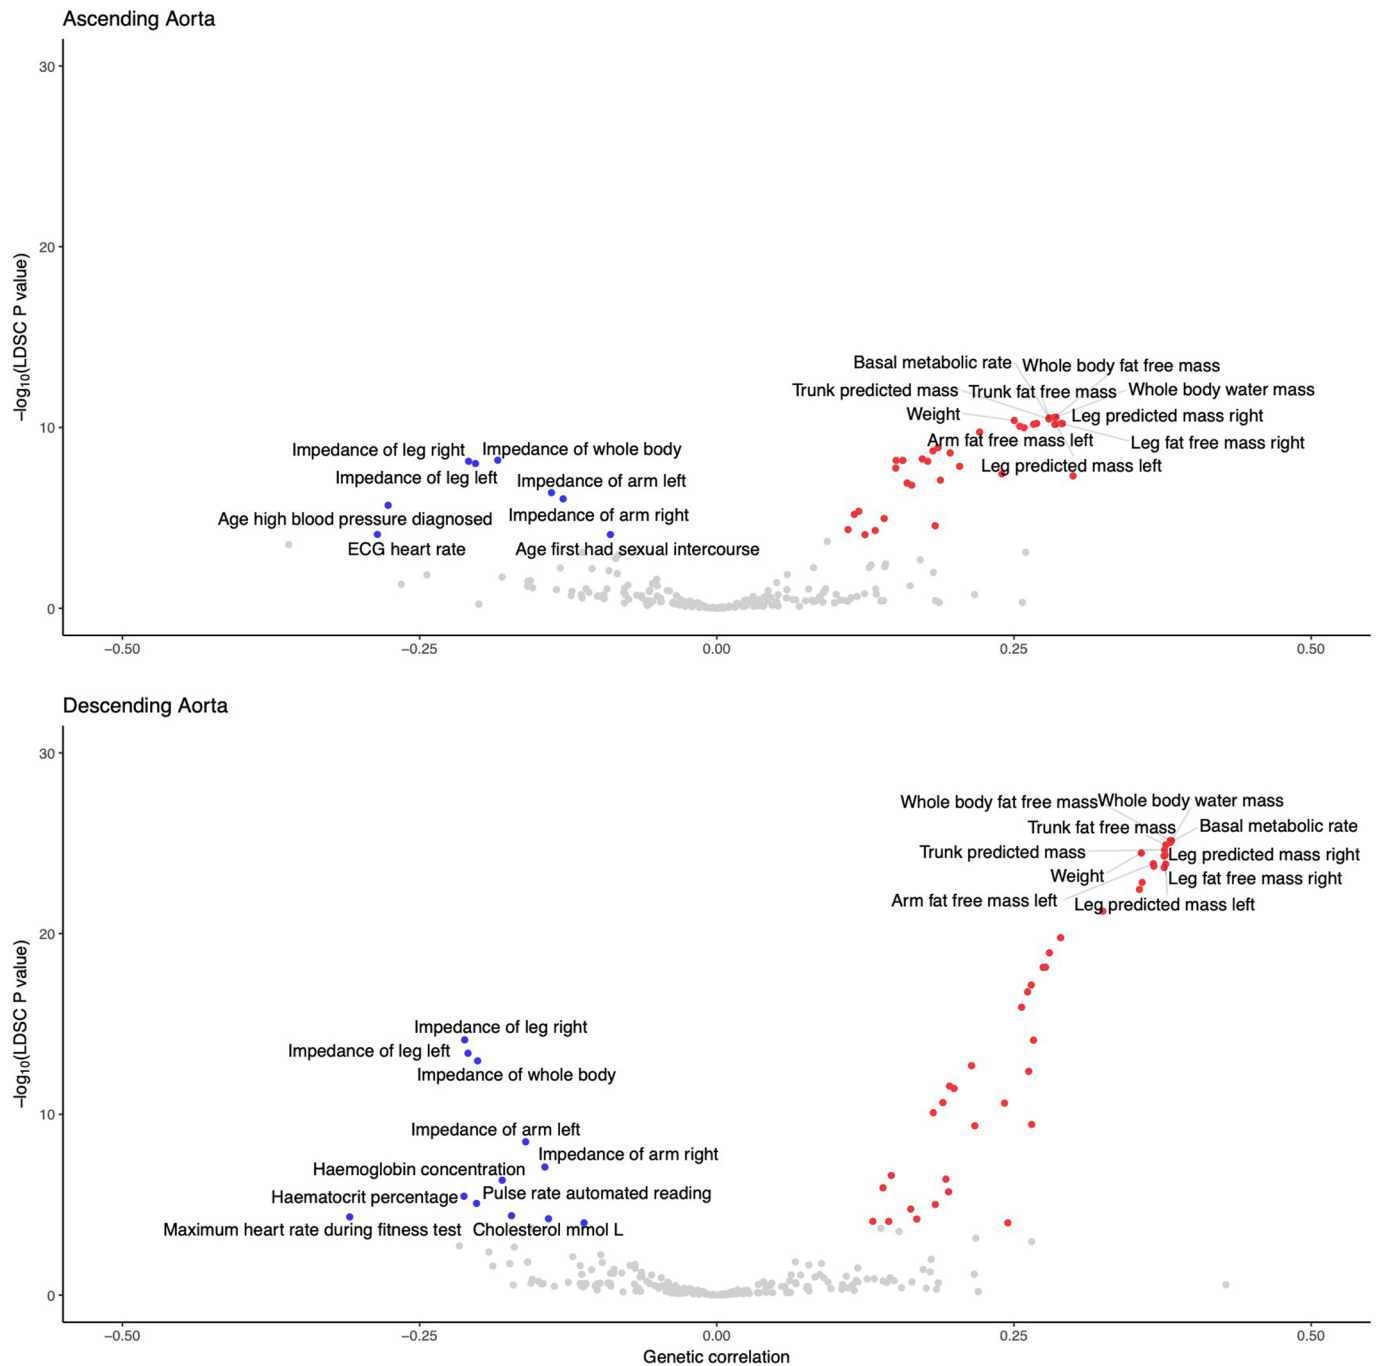 Ascending Aorta
30
20
10
0
−log10(LDSC P value)
Basal metabolic rate
Whole body fat free mass
Trunk predicted mass
Trunk fat free mass
Whole body water mass
Weight
Leg predicted mass right
Arm fat free mass left
Leg fat free mass right
Leg predicted mass left
Impedance of leg right
Impedance of whole body
Impedance of leg left
Impedance of arm left
Age high blood pressure diagnosed
Impedance of arm right
ECG heart rate
Age first had sexual intercourse
−0.50
−0.25
0.00
0.25
0.50
Descending Aorta
30
20
10
0
−log10(LDSC P value)
Whole body fat free mass
Whole body water mass
Trunk fat free mass
Basal metabolic rate
Trunk predicted mass
Leg predicted mass right
Weight
Leg fat free mass right
Arm fat free mass left
Leg predicted mass left
Impedance of leg right
Impedance of leg left
Impedance of whole body
Impedance of arm left
Impedance of arm right
Haemoglobin concentration
Haematocrit percentage
Pulse rate automated reading
Maximum heart rate during fitness test
Cholesterol mmol L
−0.50
−0.25
0.00
0.25
0.50
Genetic correlation